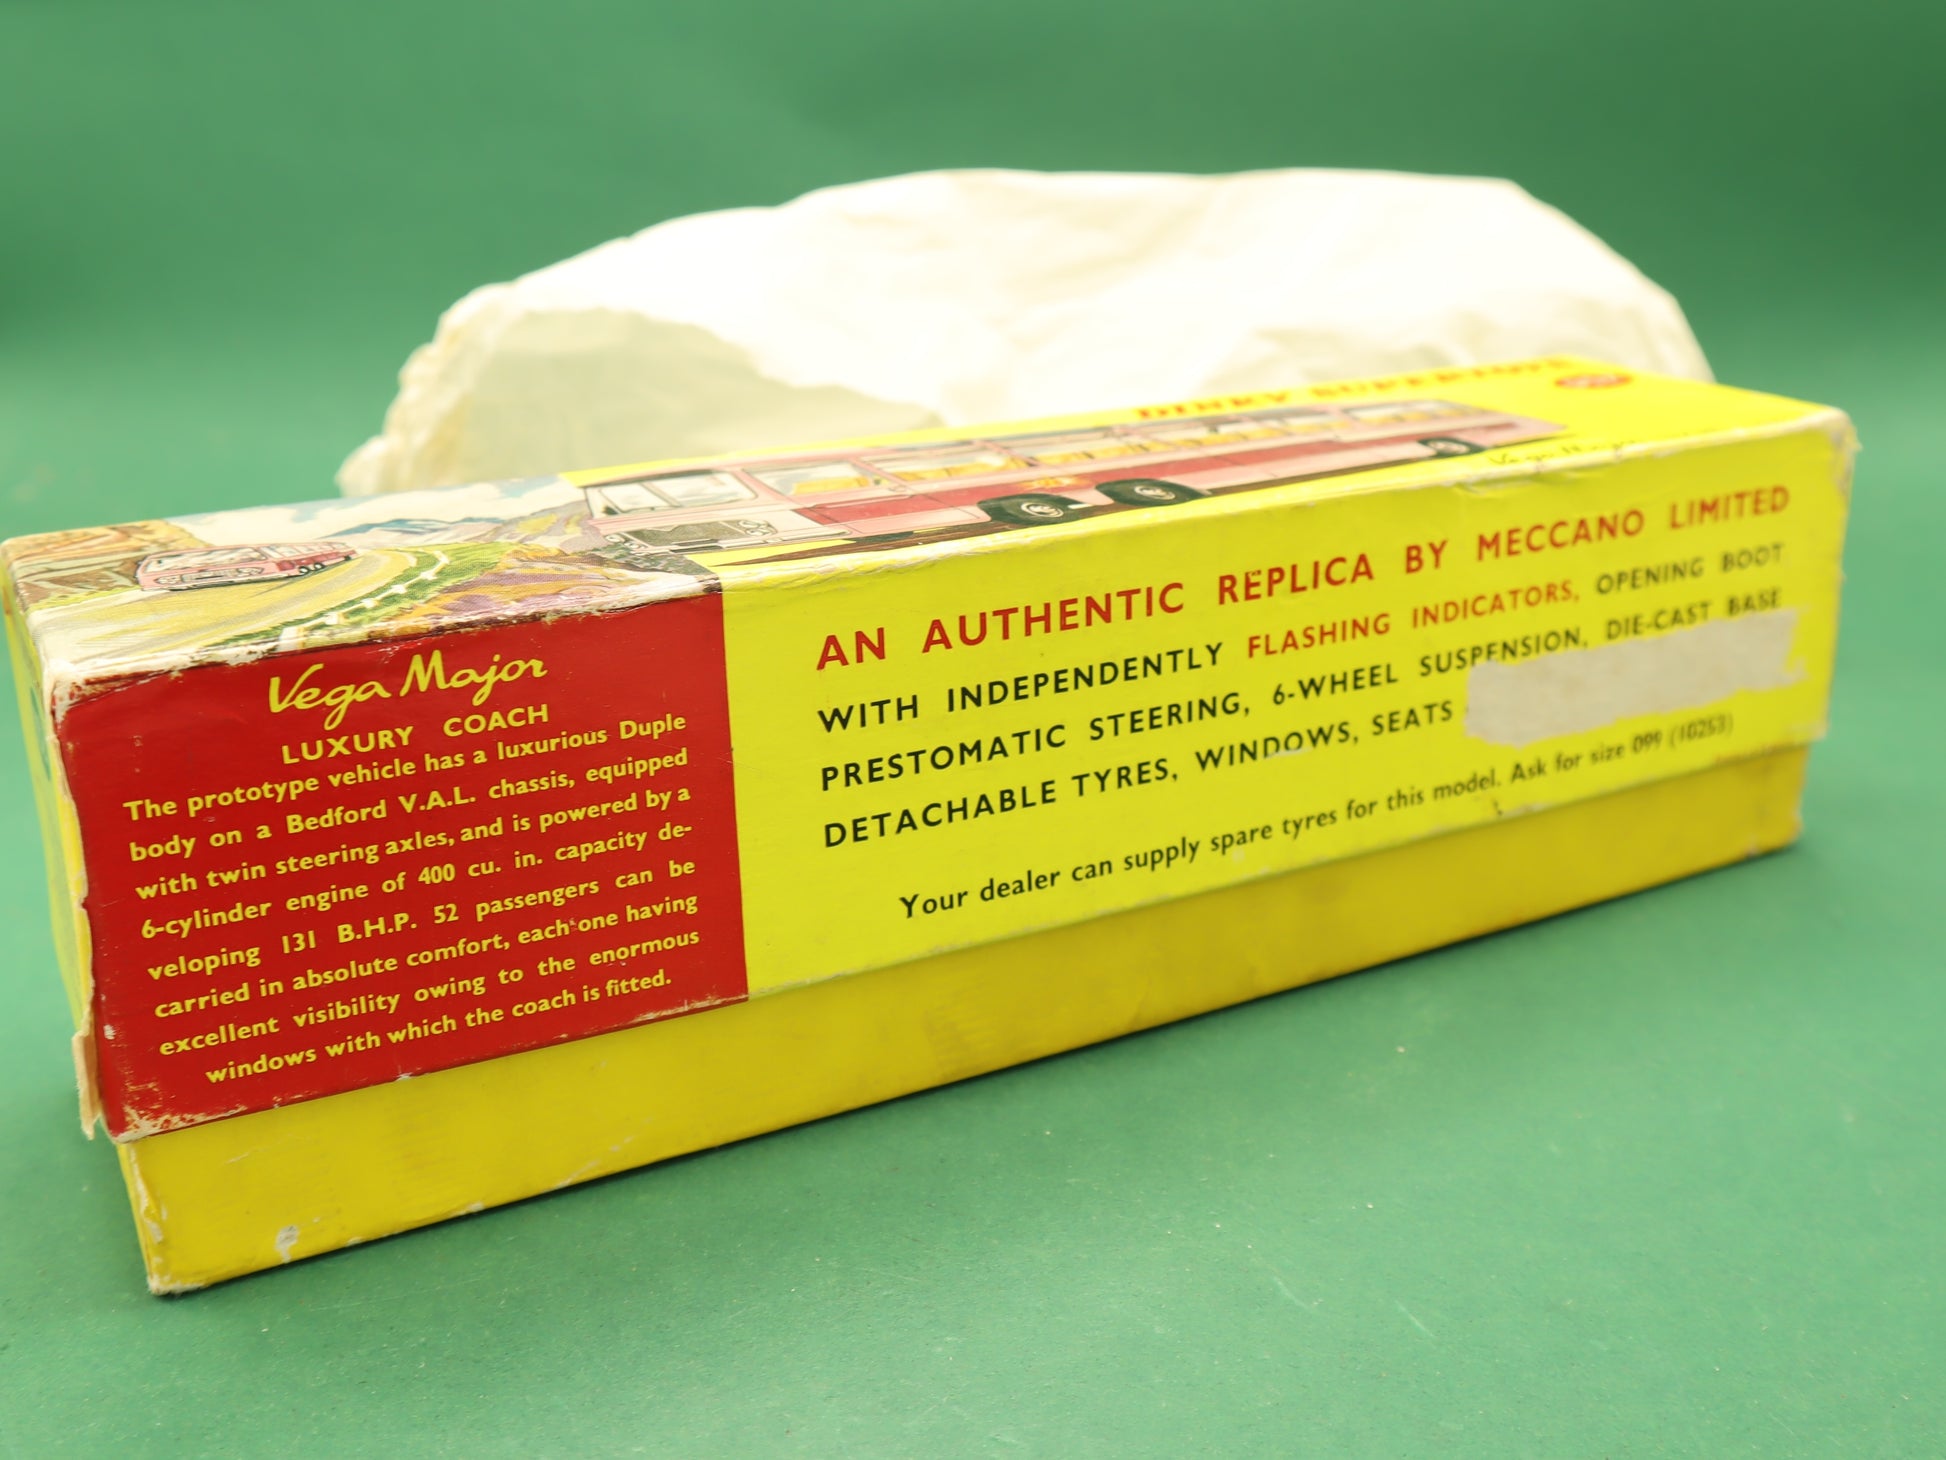 DINKY SUPERTOYS
Vega Major
LUXURY COACH
The prototype vehicle has a luxurious Duple
body on a Bedford V.A.L. chassis, equipped
with twin steering axles, and is powered by a
6-cylinder engine of 400 cu. in. capacity de-
veloping 131 B.H.P. 52 passengers can be
carried in absolute comfort, each one having
excellent visibility owing to the enormous
windows with which the coach is fitted.
AN AUTHENTIC REPLICA BY MECCANO LIMITED
WITH INDEPENDENTLY FLASHING INDICATORS, OPENING BOOT
PRESTOMATIC STEERING, 6-WHEEL SUSPENSION, DIE-CAST BASE
DETACHABLE TYRES, WINDOWS, SEATS
Your dealer can supply spare tyres for this model. Ask for size 099 (10253)